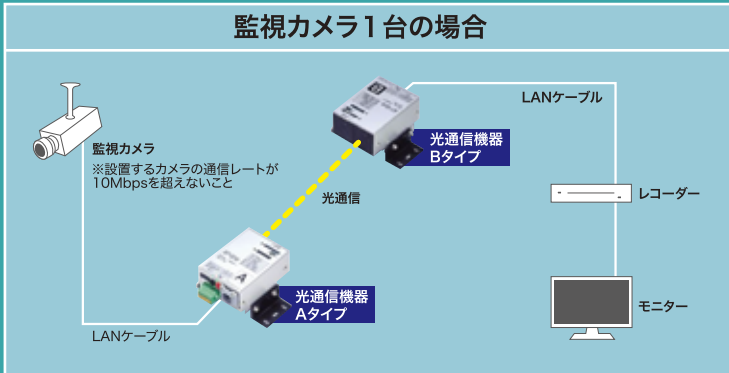 監視カメラ1台の場合
LANケーブル
光通信機器
Bタイプ
監視カメラ
※設置するカメラの通信レートが
10Mbpsを超えないこと
光通信
レコーダー
A
光通信機器
Aタイプ
モニター
LANケーブル